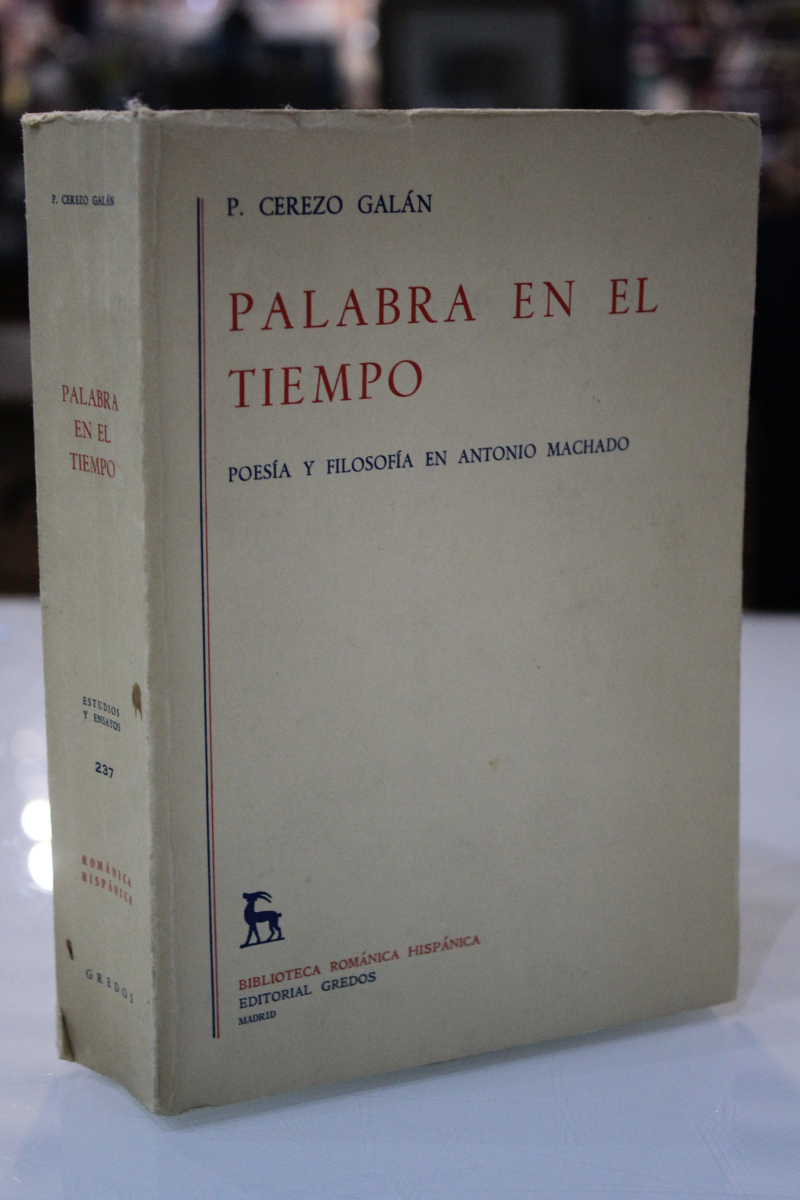 P. CEREZO GALÁN
PALABRA
EN EL
TIEMPO
ESTUDIOS
Y ENSAYOS
237
ROMÁNICA
HISPÁNICA
GREDOS
P. CEREZO GALÁN
PALABRA EN EL
TIEMPO
POESÍA Y FILOSOFÍA EN ANTONIO MACHADO
BIBLIOTECA ROMÁNICA HISPÁNICA
EDITORIAL GREDOS
MADRID